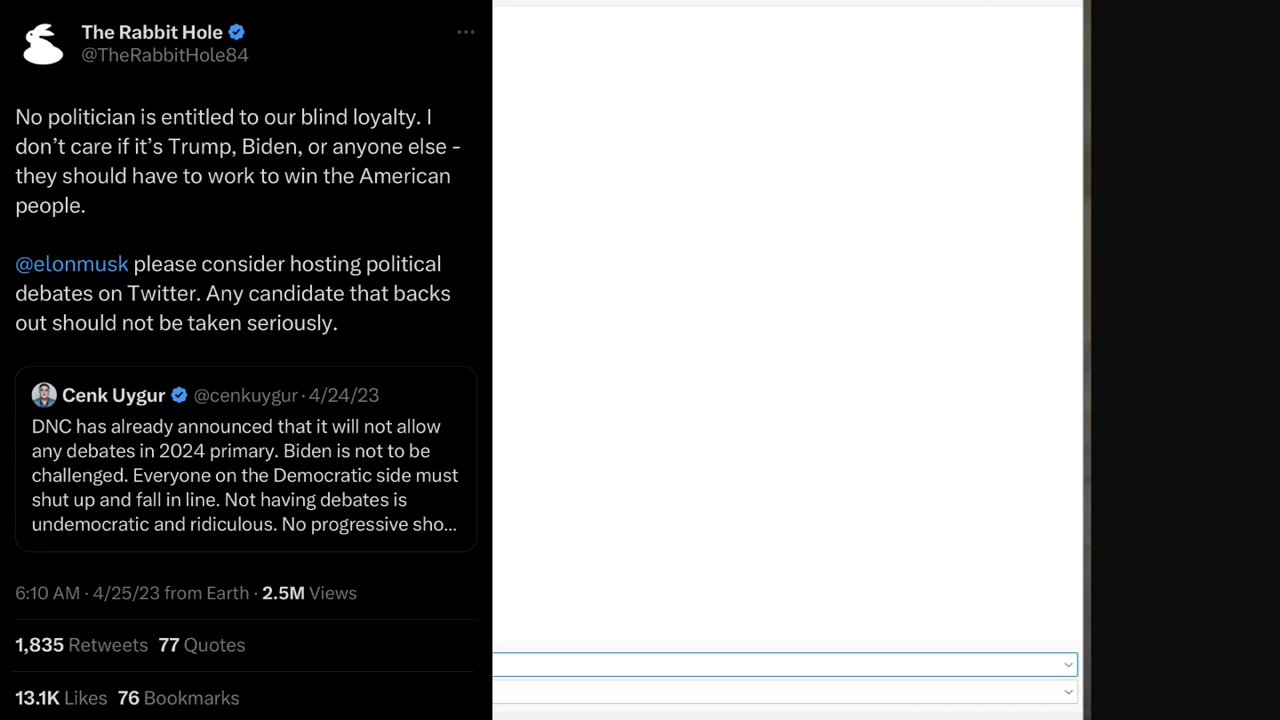 The Rabbit Hole
@TheRabbitHole84
No politician is entitled to our blind loyalty. I
don’t care if it’s Trump, Biden, or anyone else -
they should have to work to win the American
people.
@elonmusk please consider hosting political
debates on Twitter. Any candidate that backs
out should not be taken seriously.
Cenk Uygur @cenkuygur · 4/24/23
DNC has already announced that it will not allow
any debates in 2024 primary. Biden is not to be
challenged. Everyone on the Democratic side must
shut up and fall in line. Not having debates is
undemocratic and ridiculous. No progressive sho...
6:10 AM · 4/25/23 from Earth · 2.5M Views
1,835 Retweets 77 Quotes
13.1K Likes 76 Bookmarks